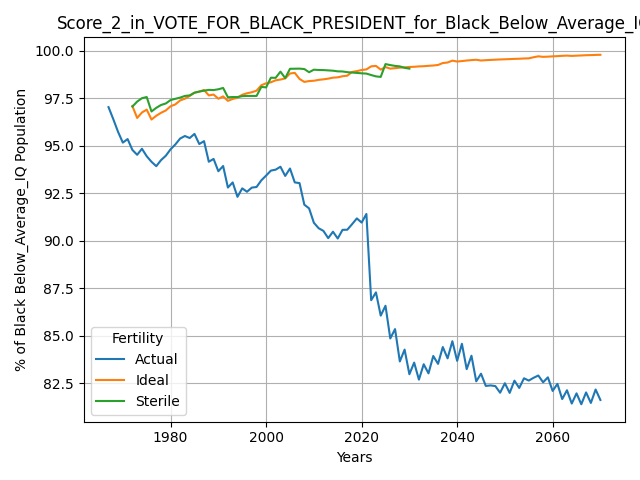 Score_2_in_VOTE_FOR_BLACK_PRESIDENT_for_Black_Below_Average_IQ
% of Black Below_Average_IQ Population
100.0
97.5
95.0
92.5
90.0
87.5
85.0
82.5
Fertility
Actual
Ideal
Sterile
1980
2000
2020
2040
2060
Years